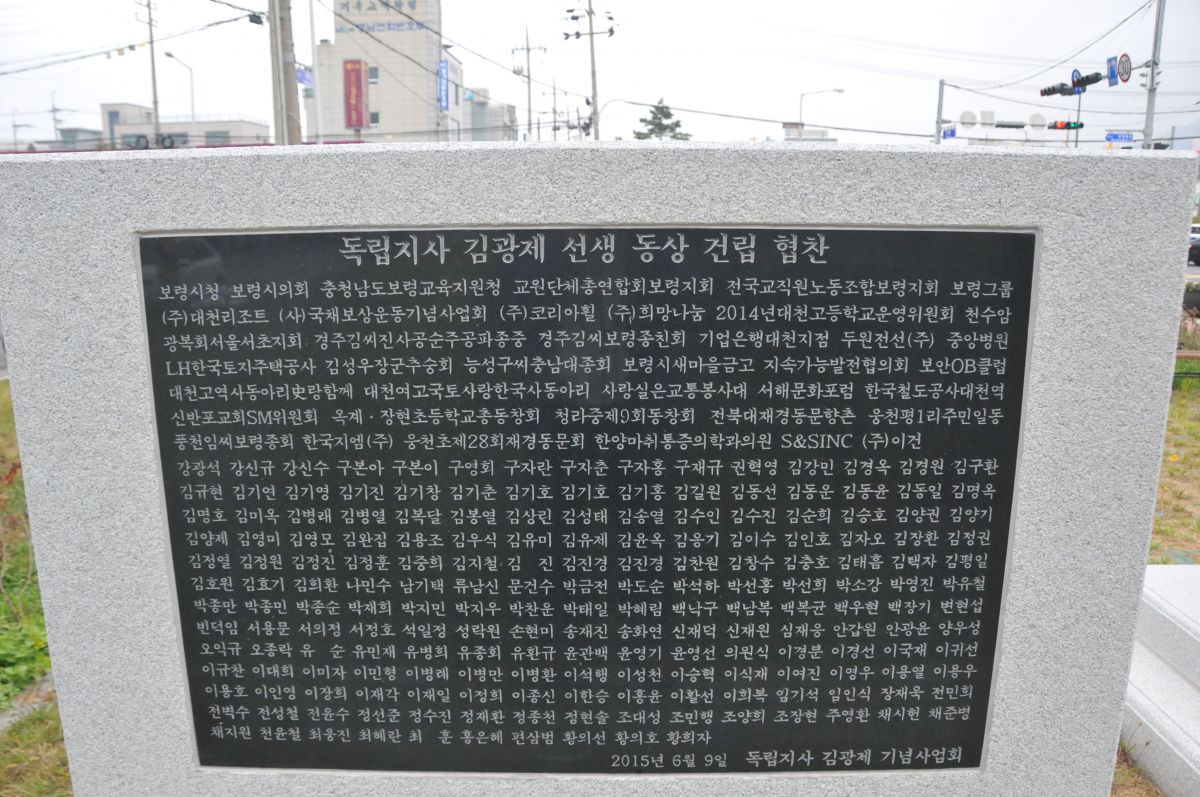 독립지사 김광제 선생 동상 건립 협찬
보령시청 보령시의회 충청남도보령교육지원청 교원단체총연합회보령지회 전국교직원노동조합보령지회 보령그룹
(주)대천리조트 (사)국채보상운동기념사업회 (주)코리아휠 (주)희망나눔 2014년대천고등학교운영위원회 천수암
광복회서울서초지회 경주김씨진사공순주공파종중 경주김씨보령종친회 기업은행대천지점 두원전선(주) 중앙병원
LH한국토지주택공사 김성우장군추숭회 능성구씨충남대종회 보령시새마을금고 지속가능발전협의회 보안OB클럽
대천고역사동아리史랑함께 대천여고국토사랑한국사동아리 사랑실은교통봉사대 서해문화포럼 한국철도공사대천역
신반포교회SM위원회 옥계·장현초등학교총동창회 청라중제9회동창회 전북대재경동문향촌 웅천평1리주민일동
풍천임씨보령종회 한국지엠(주) 웅천초제28회재경동문회 한양마취통증의학과의원 S&SINC (주)이건
강광석 강신규 강신수 구본아 구본이 구영회 구자란 구자춘 구자홍 구재규 권혁영 김강민 김경옥 김경원 김구환
김규현 김기연 김기영 김기진 김기창 김기춘 김기호 김기호 김기홍 김길원 김동선 김동운 김동윤 김동일 김명옥
김명호 김미옥 김병래 김병열 김복달 김봉열 김상린 김성태 김송열 김수인 김수진 김순희 김승호 김양권 김양기
김양제 김영미 김영모 김완집 김용조 김우식 김유미 김유제 김윤옥 김응기 김이수 김인호 김자오 김장환 김정권
김정열 김정원 김정진 김정훈 김중희 김지철 김 진 김진경 김진경 김찬원 김창수 김충호 김태흠 김택자 김평일
김호원 김효기 김희환 나민수 남기택 류남신 문건수 박금전 박도순 박석하 박선홍 박선희 박소강 박영진 박유철
박종만 박종민 박종순 박재희 박지민 박지우 박찬운 박태일 박혜림 백낙구 백남복 백복균 백우현 백장기 변현섭
빈덕임 서용문 서의정 서정호 석일정 성락원 손현미 송재진 송화연 신재덕 신재원 심재응 안갑원 안광윤 양우성
오익규 오종락 유 순 유민재 유병희 유종회 유환규 윤관백 윤영기 윤영선 의원식 이경분 이경선 이국재 이귀선
이규찬 이대희 이미자 이민형 이병례 이병만 이병환 이석행 이성천 이승혁 이식재 이여진 이영우 이용열 이용우
이용호 이인영 이장희 이재각 이재일 이정희 이종신 이한승 이흥윤 이활선 이희복 임기석 임인식 장재욱 전민희
전벽수 전성철 전윤수 정선준 정수진 정재환 정종천 정현솔 조대성 조민행 조양희 조장현 주영환 채시헌 채준병
채지원 천윤철 최웅진 최혜란 최 훈 홍은혜 편삼범 황의선 황의호 황희자
2015년 6월 9일 독립지사 김광제 기념사업회
30